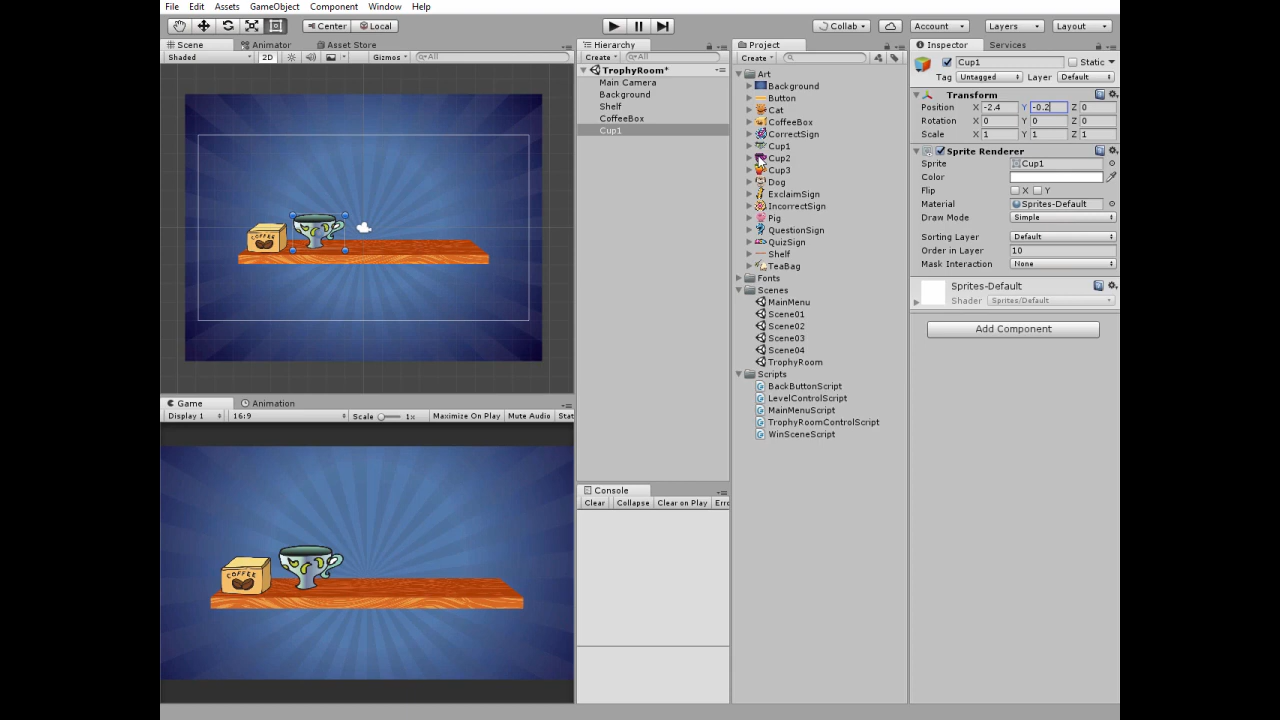 File Edit Assets GameObject Component Window Help
Center Local
Collab Account Layers Layout
Scene Animator Asset Store
Shaded 2D Gizmos All
COFFEE
Game Animation
Display 1 16:9 Scale 1x Maximize On Play Mute Audio Stat
COFFEE
Hierarchy
Create All
TrophyRoom*
Main Camera
Background
Shelf
CoffeeBox
Cup1
Console
Clear Collapse Clear on Play Erro
Project
Create
Art
Background
Button
Cat
CoffeeBox
CorrectSign
Cup1
Cup2
Cup3
Dog
ExclaimSign
IncorrectSign
Pig
QuestionSign
QuizSign
Shelf
TeaBag
Fonts
Scenes
MainMenu
Scene01
Scene02
Scene03
Scene04
TrophyRoom
Scripts
BackButtonScript
LevelControlScript
MainMenuScript
TrophyRoomControlScript
WinSceneScript
Inspector Services
Cup1 Static
Tag Untagged Layer Default
Transform
Position X -2.4 Y -0.2 Z 0
Rotation X 0 Y 0 Z 0
Scale X 1 Y 1 Z 1
Sprite Renderer
Sprite Cup1
Color
Flip X Y
Material Sprites-Default
Draw Mode Simple
Sorting Layer Default
Order in Layer 10
Mask Interaction None
Sprites-Default
Shader Sprites/Default
Add Component